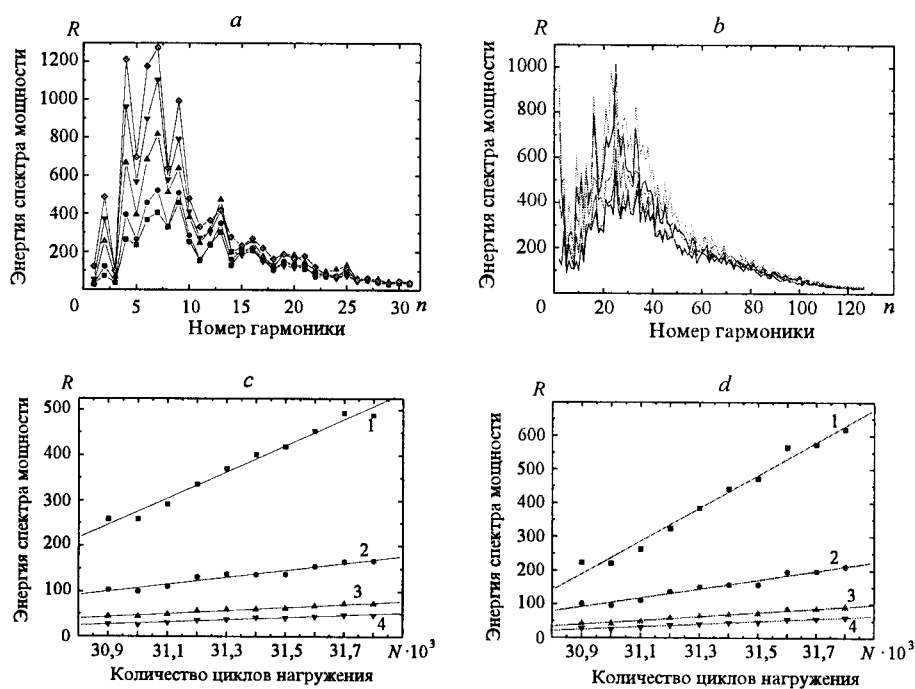 a
R
Энергия спектра мощности
1200
1000
800
600
400
200
0 5 10 15 20 25 30 n
Номер гармоники
b
R
Энергия спектра мощности
1000
800
600
400
200
0 20 40 60 80 100 120 n
Номер гармоники
c
R
Энергия спектра мощности
500
400
300
200
100
0
1
2
3
4
30,9 31,1 31,3 31,5 31,7 N · 10³
Количество циклов нагружения
d
R
Энергия спектра мощности
600
500
400
300
200
100
0
1
2
3
4
30,9 31,1 31,3 31,5 31,7 N · 10³
Количество циклов нагружения